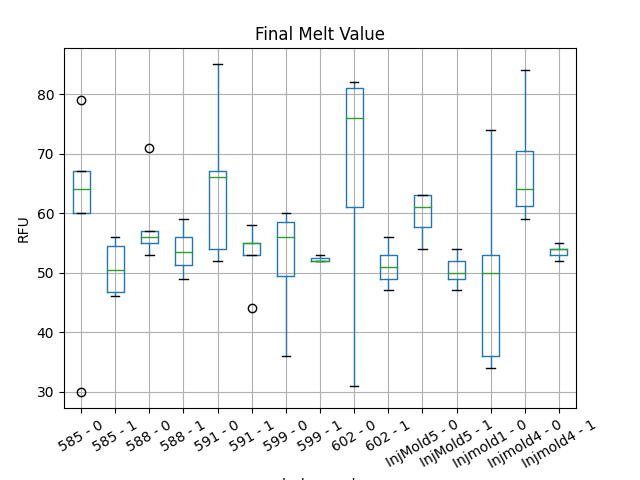 Final Melt Value
RFU
80
70
60
50
40
30
585 - 0
585 - 1
588 - 0
588 - 1
591 - 0
591 - 1
599 - 0
599 - 1
602 - 0
602 - 1
InjMold5 - 0
InjMold5 - 1
Injmold1 - 0
Injmold4 - 0
Injmold4 - 1